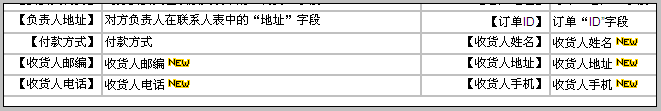 【负责人地址】 对方负责人在联系人表中的“地址”字段 【订单ID】 订单“ID”字段
【付款方式】 付款方式 【收货人姓名】 收货人姓名 NEW
【收货人邮编】 收货人邮编 NEW 【收货人地址】 收货人地址 NEW
【收货人电话】 收货人电话 NEW 【收货人手机】 收货人手机 NEW